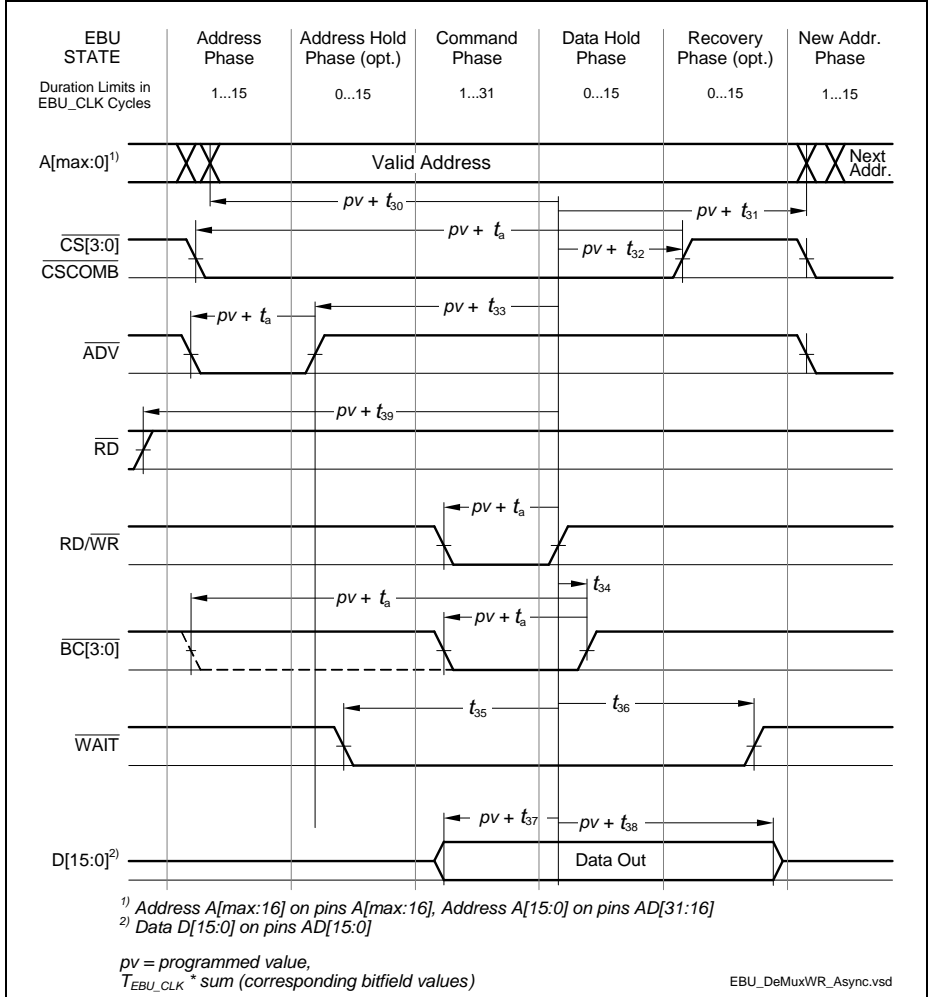 EBU STATE
Address Phase
Address Hold Phase (opt.)
Command Phase
Data Hold Phase
Recovery Phase (opt.)
New Addr. Phase
Duration Limits in EBU_CLK Cycles
1...15
0...15
1...31
0...15
0...15
1...15
A[max:0]1)
Valid Address
Next Addr.
pv + t30
pv + t31
pv + ta
CS[3:0]
CSCOMB
pv + t32
pv + ta
pv + t33
ADV
pv + t39
RD
pv + ta
RD/WR
t34
pv + ta
pv + ta
BC[3:0]
t35
t36
WAIT
pv + t37
pv + t38
D[15:0]2)
Data Out
1) Address A[max:16] on pins A[max:16], Address A[15:0] on pins AD[31:16]
2) Data D[15:0] on pins AD[15:0]
pv = programmed value,
TEBU_CLK * sum (corresponding bitfield values)
EBU_DeMuxWR_Async.vsd